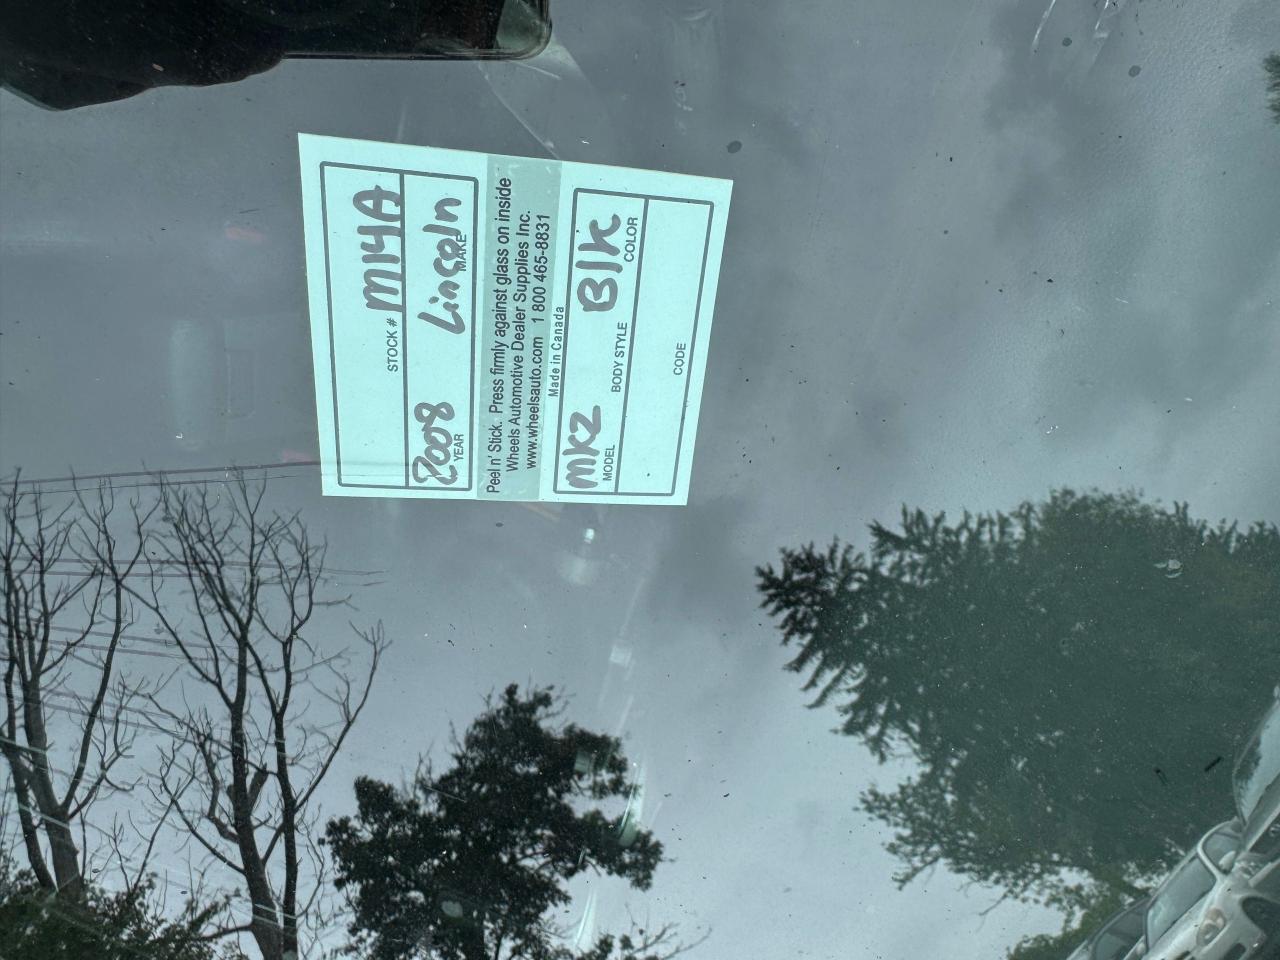 M14A
STOCK #
2008 Lincoln
YEAR MAKE
Peel n' Stick. Press firmly against glass on inside
Wheels Automotive Dealer Supplies Inc.
www.wheelsauto.com 1 800 465-8831
Made in Canada
MKZ Blk
MODEL BODY STYLE COLOR
CODE